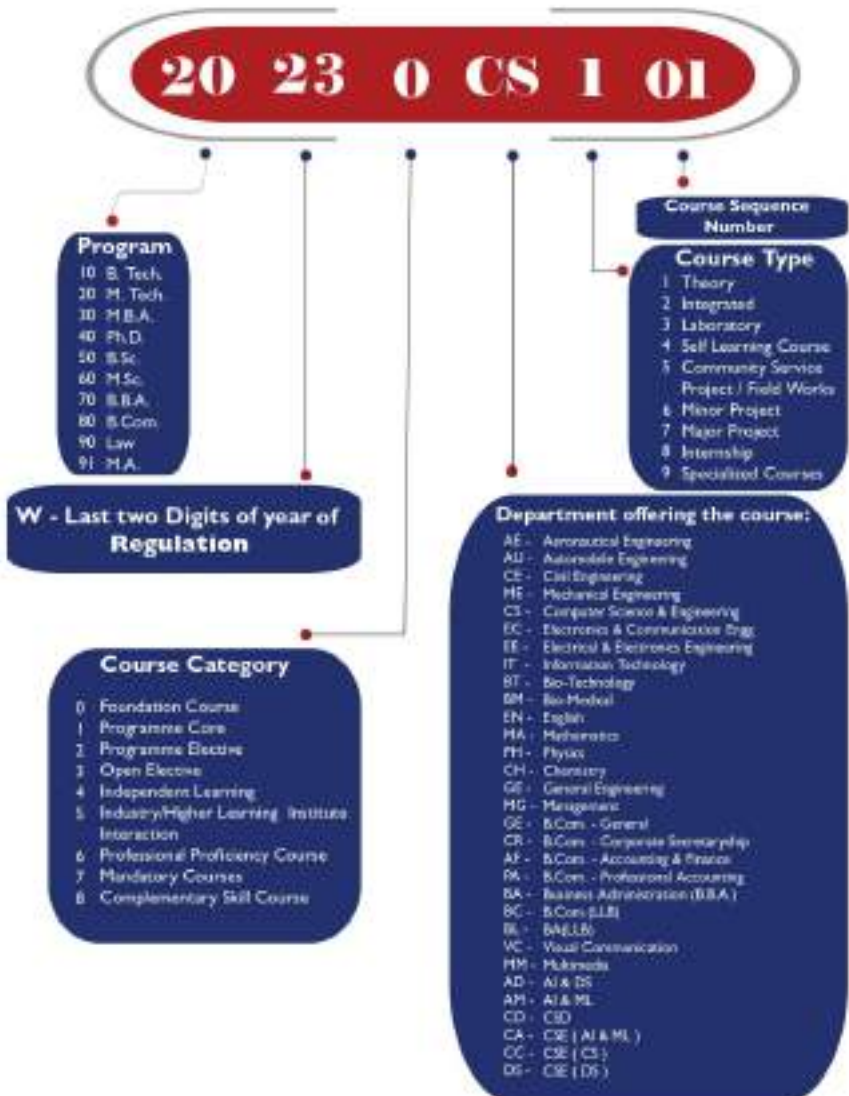 20 23 0 CS 1 01
Program
10 B. Tech.
20 M. Tech.
30 M.B.A.
40 Ph.D.
50 B.Sc.
60 M.Sc.
70 B.B.A.
80 B.Com.
90 Law
91 M.A.
W - Last two Digits of year of
Regulation
Course Category
0 Foundation Course
1 Programme Core
2 Programme Elective
3 Open Elective
4 Independent Learning
5 Industry/Higher Learning Institute
Interaction
6 Professional Proficiency Course
7 Mandatory Courses
8 Complementary Skill Course
Course Sequence
Number
Course Type
1 Theory
2 Integrated
3 Laboratory
4 Self Learning Course
5 Community Service
Project / Field Works
6 Minor Project
7 Major Project
8 Internship
9 Specialized Courses
Department offering the course:
AE - Aeronautical Engineering
AU - Automobile Engineering
CE - Civil Engineering
ME - Mechanical Engineering
CS - Computer Science & Engineering
EC - Electronics & Communication Engg
EE - Electrical & Electronics Engineering
IT - Information Technology
BT - Bio-Technology
BM - Bio-Medical
EN - English
MA - Mathematics
PH - Physics
CH - Chemistry
GE - General Engineering
MG - Management
GE - B.Com. - General
CR - B.Com. - Corporate Secretaryship
AF - B.Com. - Accounting & Finance
PA - B.Com. - Professional Accounting
BA - Business Administration (B.B.A.)
BC - B.Com (LLB)
BL - BA(LLB)
VC - Visual Communication
MM - Multimedia
AD - AI & DS
AM - AI & ML
CD - CSD
CA - CSE ( AI & ML )
CC - CSE ( CS )
DS - CSE ( DS )